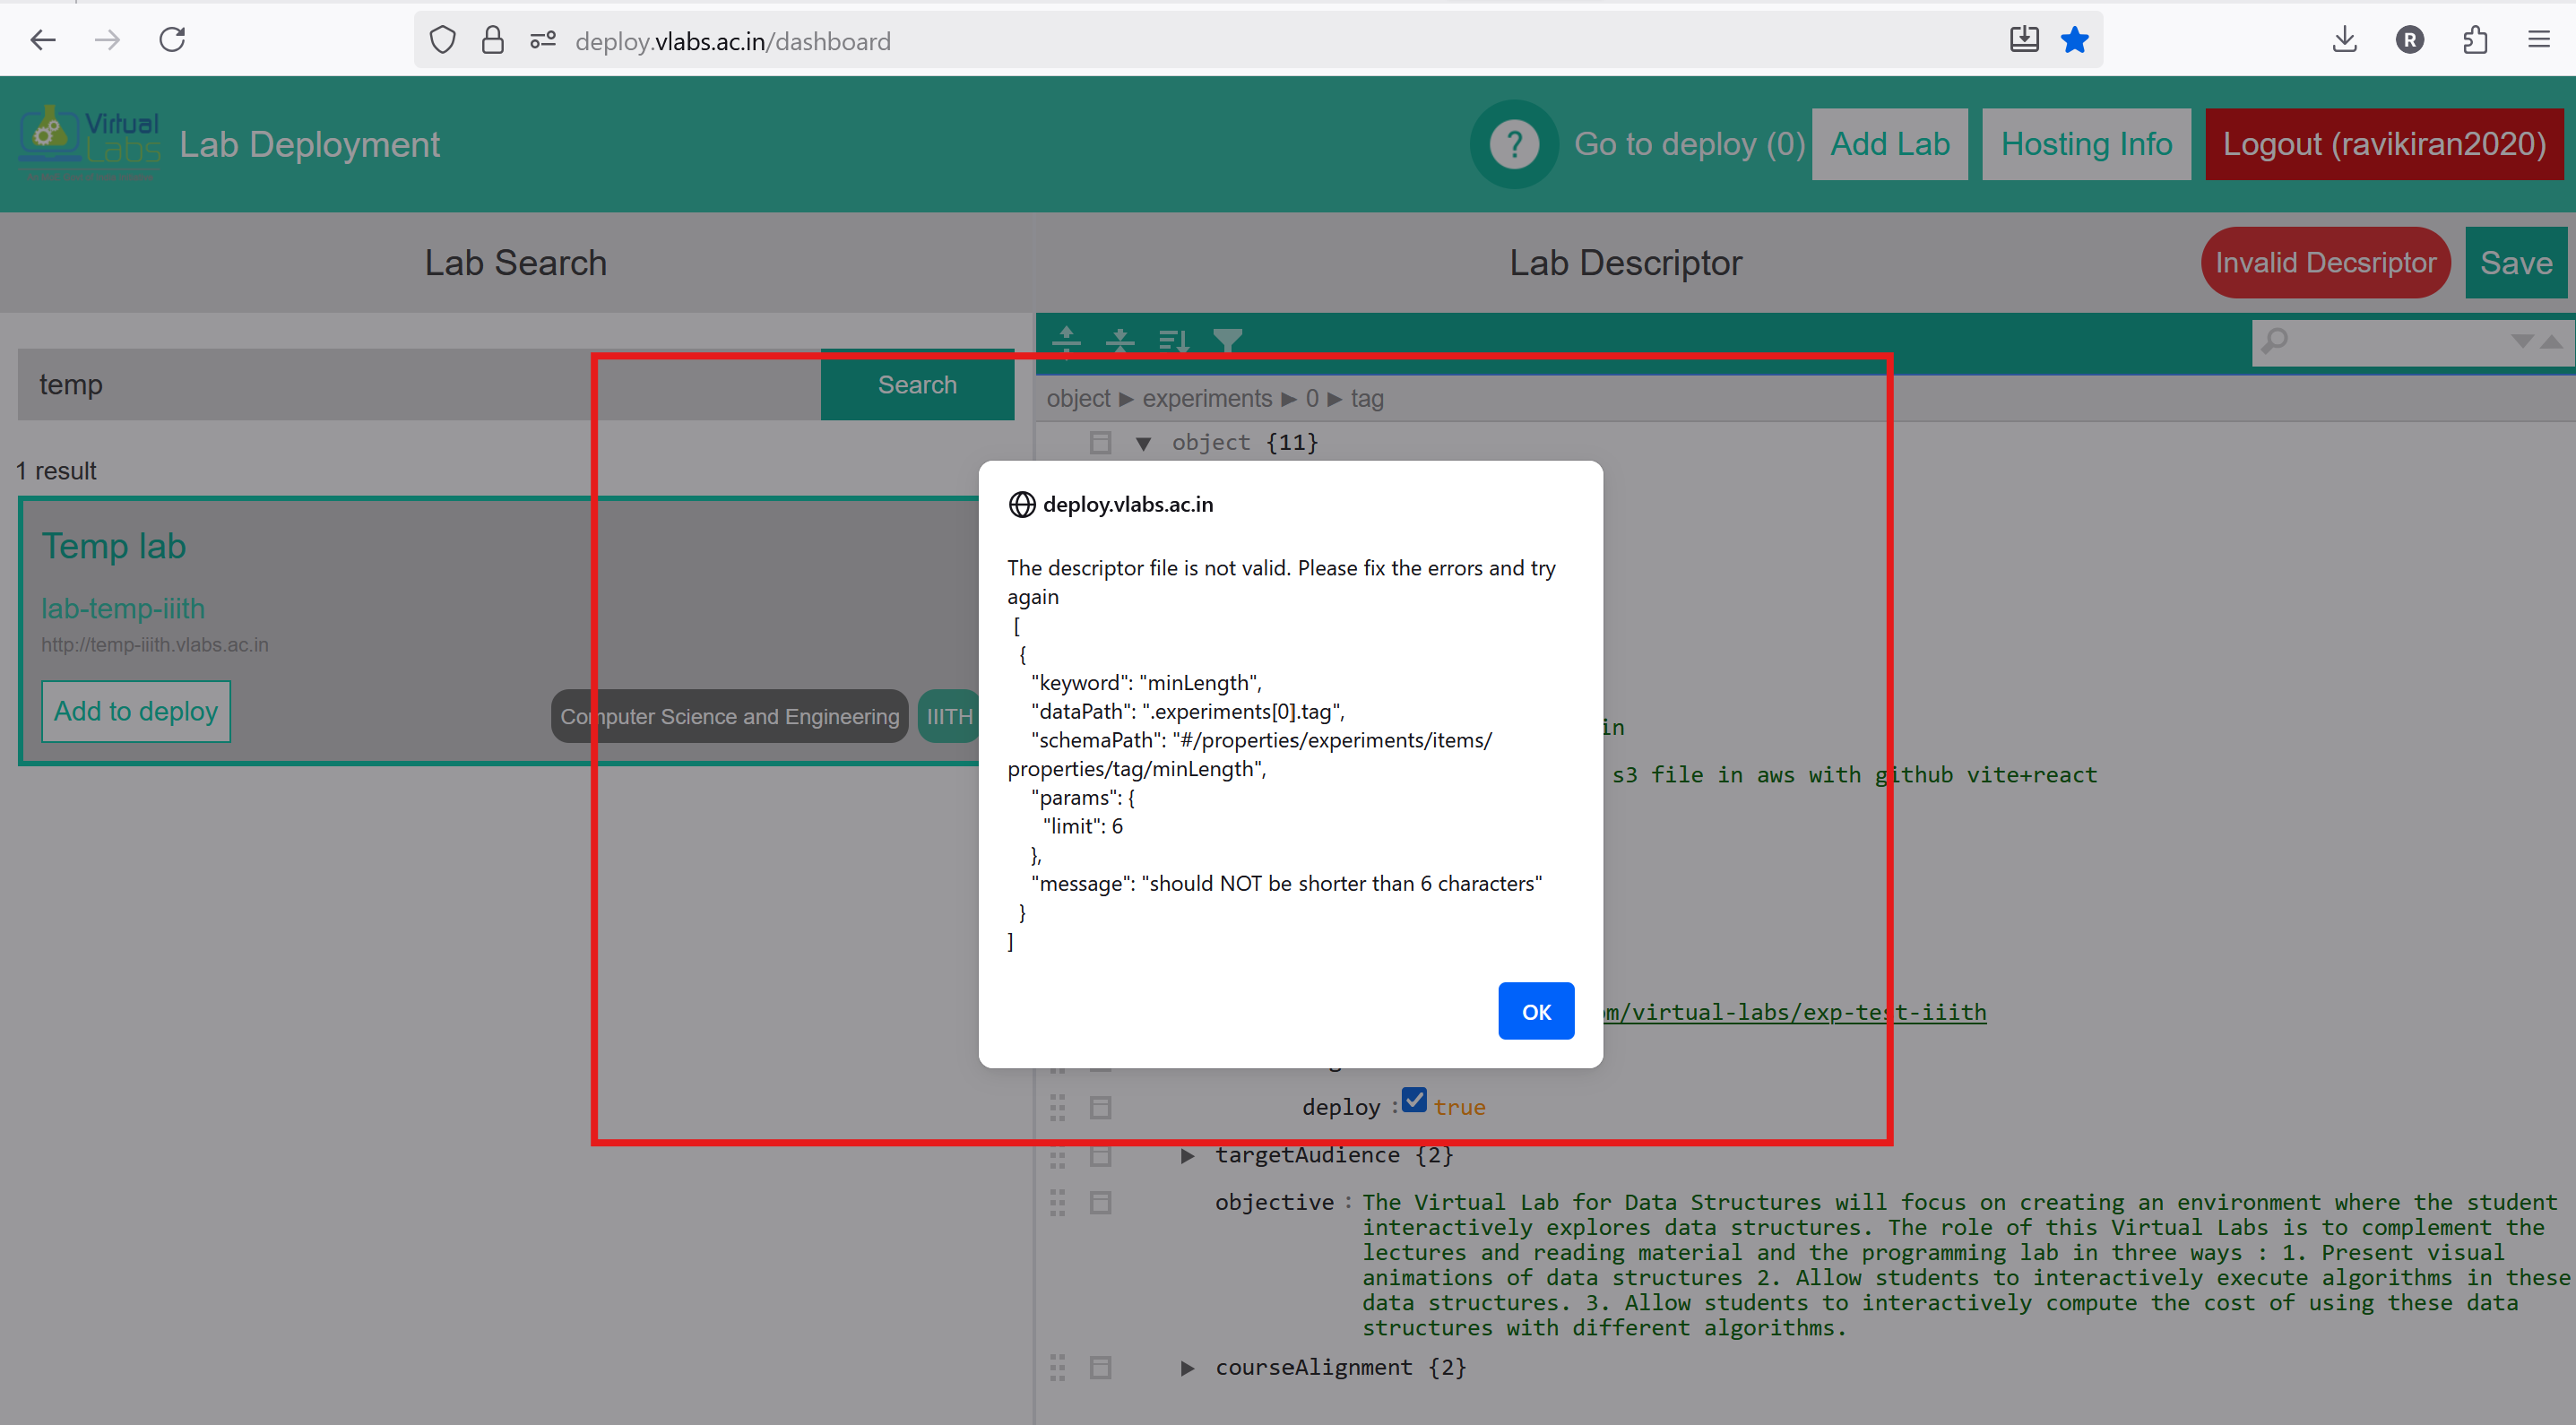 deploy.vlabs.ac.in/dashboard
R
Virtual
Labs
Lab Deployment
?
Go to deploy (0)
Add Lab
Hosting Info
Logout (ravikiran2020)
Lab Search
Lab Descriptor
Invalid Decsriptor
Save
temp
Search
1 result
Temp lab
lab-temp-iiith
http://temp-iiith.vlabs.ac.in
Add to deploy
Computer Science and Engineering
IIITH
object ► experiments ► 0 ► tag
object {11}
deploy.vlabs.ac.in
The descriptor file is not valid. Please fix the errors and try
again
[
{
"keyword": "minLength",
"dataPath": ".experiments[0].tag",
"schemaPath": "#/properties/experiments/items/
properties/tag/minLength",
"params": {
"limit": 6
},
"message": "should NOT be shorter than 6 characters"
}
]
OK
in
s3 file in aws with github vite+react
m/virtual-labs/exp-test-iiith
deploy : true
targetAudience {2}
objective : The Virtual Lab for Data Structures will focus on creating an environment where the student
interactively explores data structures. The role of this Virtual Labs is to complement the
lectures and reading material and the programming lab in three ways : 1. Present visual
animations of data structures 2. Allow students to interactively execute algorithms in these
data structures. 3. Allow students to interactively compute the cost of using these data
structures with different algorithms.
courseAlignment {2}